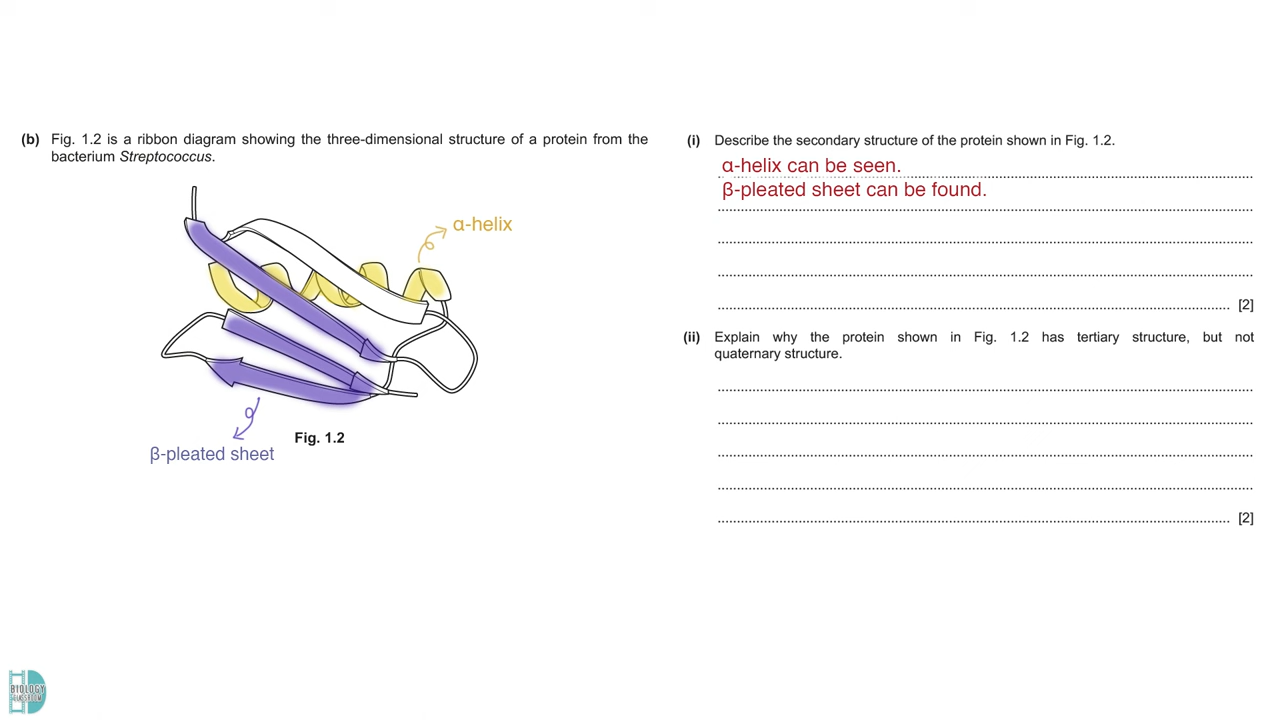 (b) Fig. 1.2 is a ribbon diagram showing the three-dimensional structure of a protein from the
bacterium Streptococcus.
α-helix
β-pleated sheet
Fig. 1.2
(i) Describe the secondary structure of the protein shown in Fig. 1.2.
α-helix can be seen.
β-pleated sheet can be found.
[2]
(ii) Explain why the protein shown in Fig. 1.2 has tertiary structure, but not
quaternary structure.
[2]
BIOLOGY
CLASSROOM